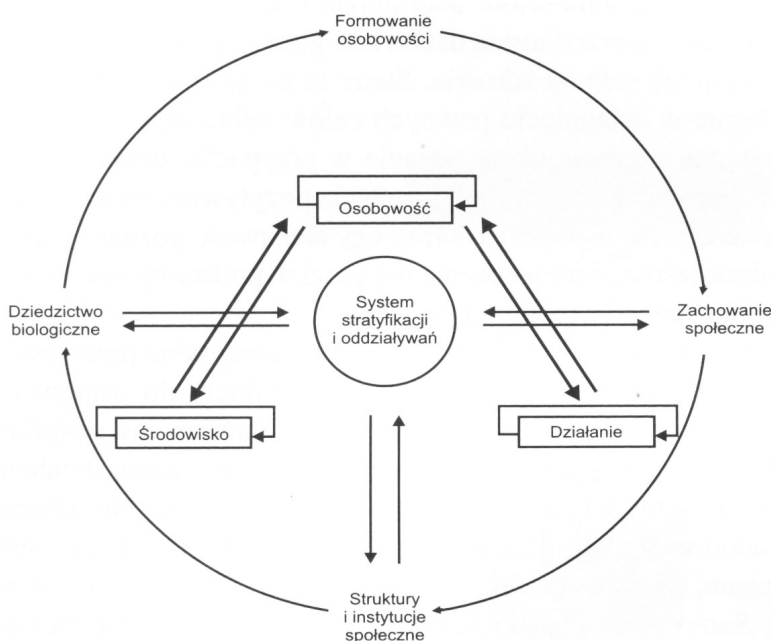 Formowanie
osobowości
Osobowość
Dziedzictwo
biologiczne
System
stratyfikacji
i oddziaływań
Zachowanie
społeczne
Środowisko
Działanie
Struktury
i instytucje
społeczne